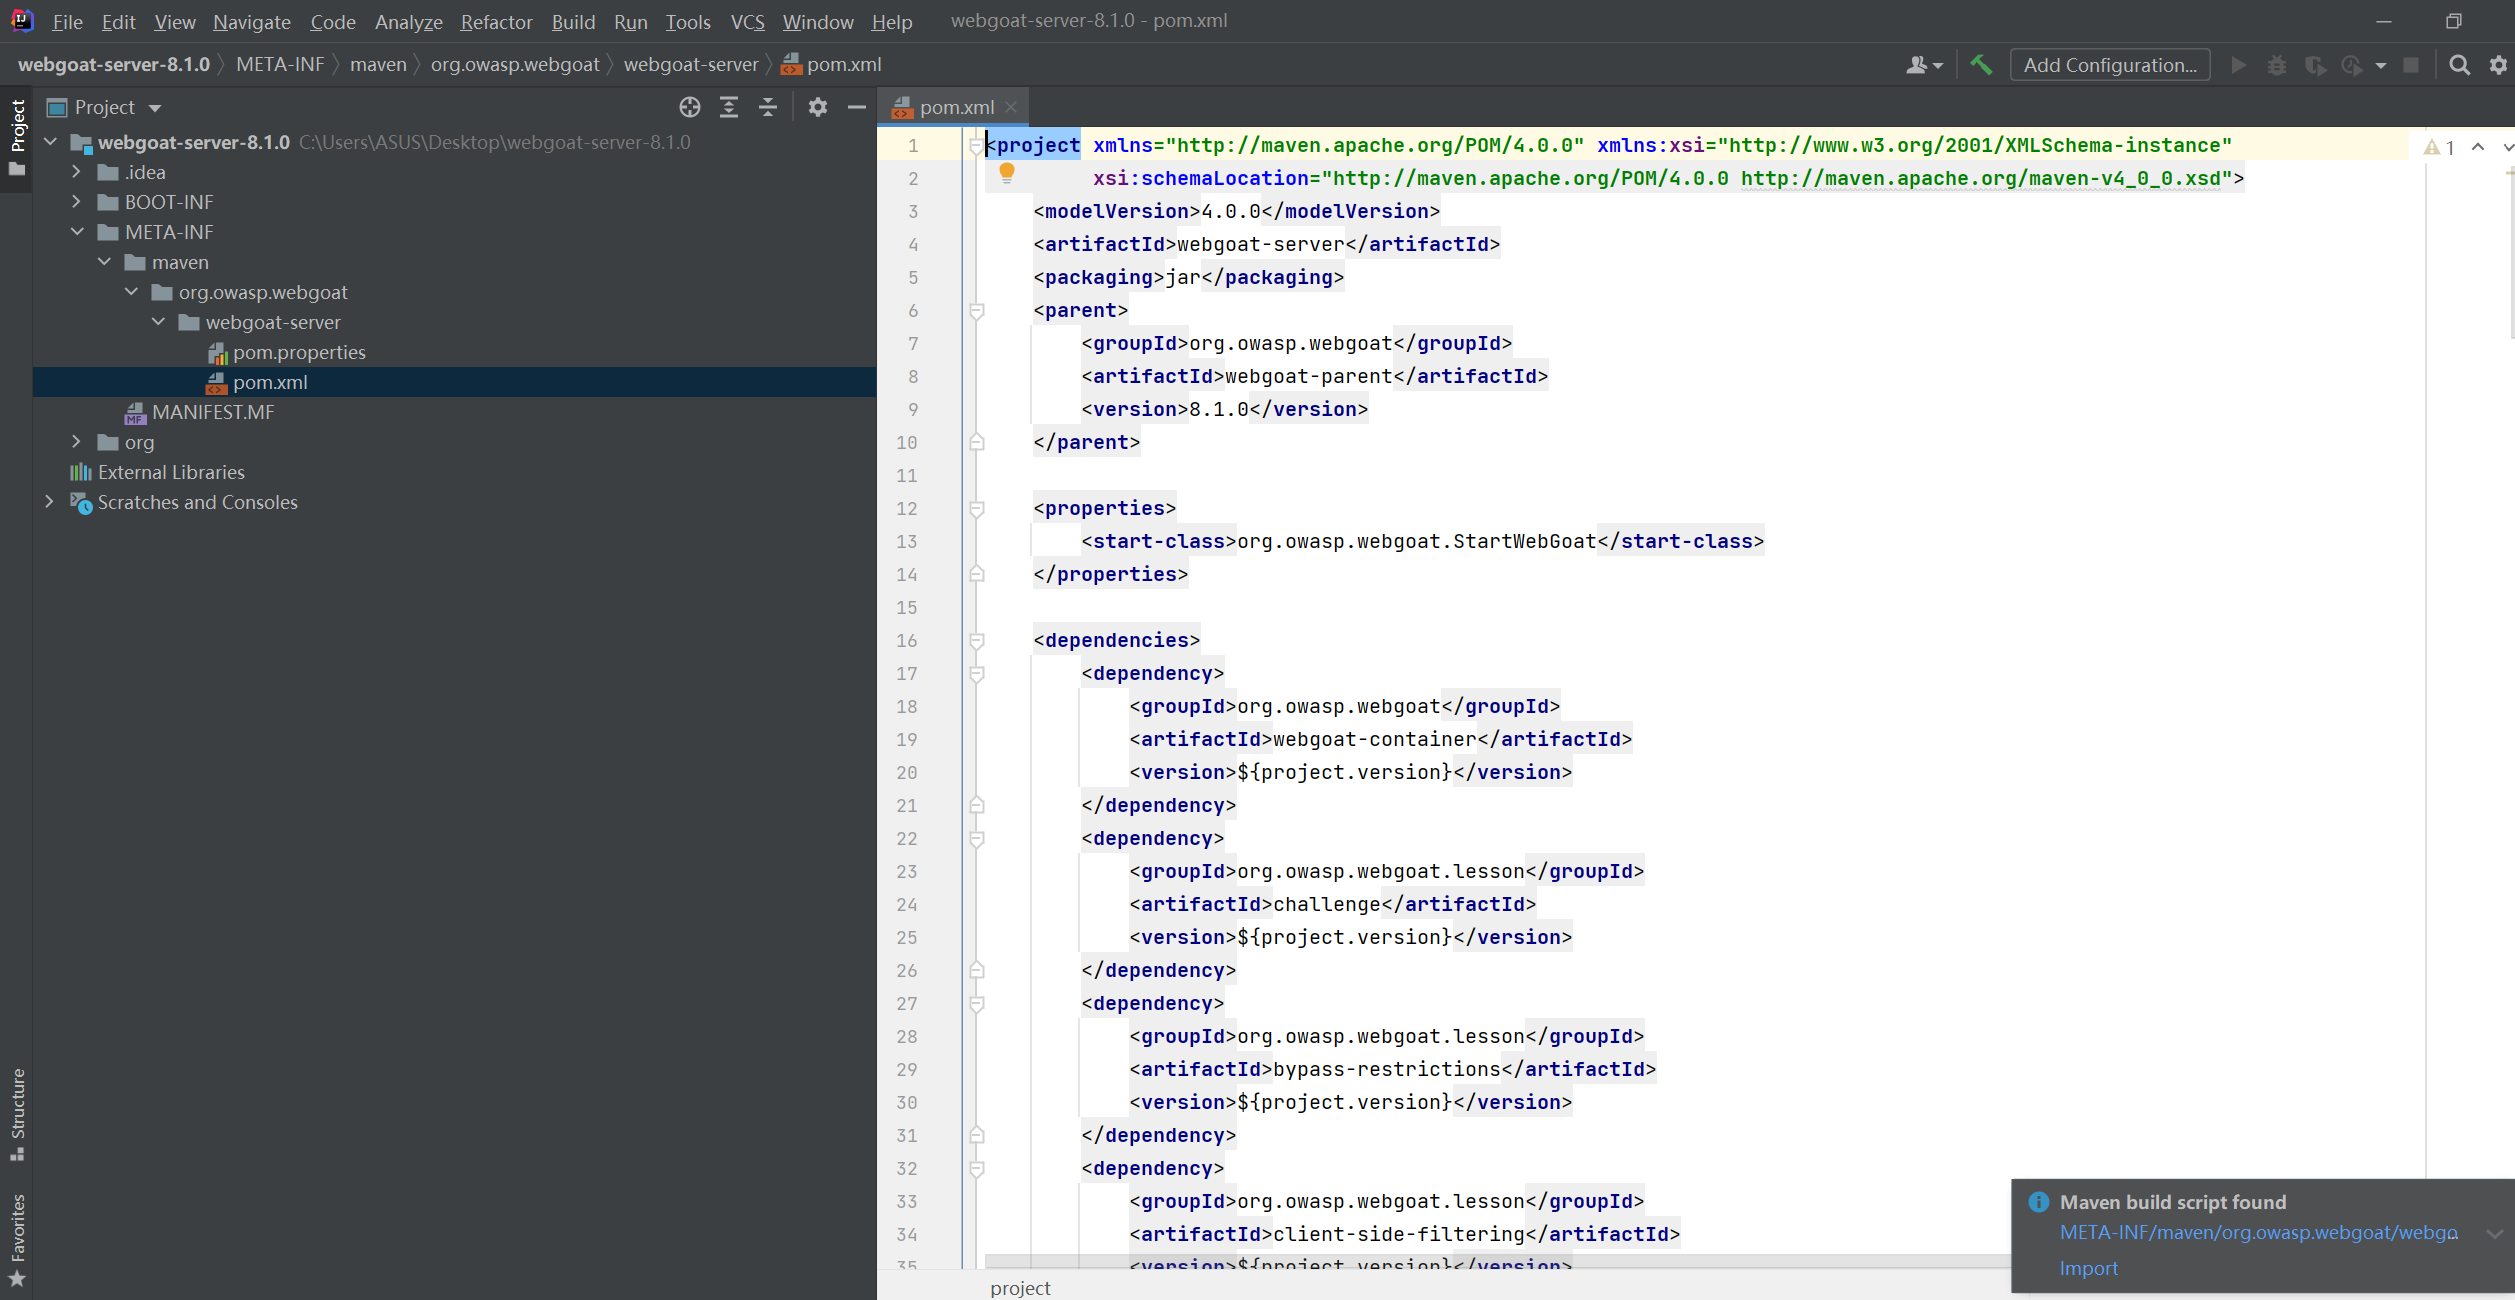 File Edit View Navigate Code Analyze Refactor Build Run Tools VCS Window Help webgoat-server-8.1.0 - pom.xml
webgoat-server-8.1.0 META-INF maven org.owasp.webgoat webgoat-server pom.xml Add Configuration...
Project
Project
webgoat-server-8.1.0 C:\Users\ASUS\Desktop\webgoat-server-8.1.0
.idea
BOOT-INF
META-INF
maven
org.owasp.webgoat
webgoat-server
pom.properties
pom.xml
MANIFEST.MF
org
External Libraries
Scratches and Consoles
Structure
Favorites
pom.xml
1 <project xmlns="http://maven.apache.org/POM/4.0.0" xmlns:xsi="http://www.w3.org/2001/XMLSchema-instance" 1
2 xsi:schemaLocation="http://maven.apache.org/POM/4.0.0 http://maven.apache.org/maven-v4_0_0.xsd">
3 <modelVersion>4.0.0</modelVersion>
4 <artifactId>webgoat-server</artifactId>
5 <packaging>jar</packaging>
6 <parent>
7 <groupId>org.owasp.webgoat</groupId>
8 <artifactId>webgoat-parent</artifactId>
9 <version>8.1.0</version>
10 </parent>
11
12 <properties>
13 <start-class>org.owasp.webgoat.StartWebGoat</start-class>
14 </properties>
15
16 <dependencies>
17 <dependency>
18 <groupId>org.owasp.webgoat</groupId>
19 <artifactId>webgoat-container</artifactId>
20 <version>${project.version}</version>
21 </dependency>
22 <dependency>
23 <groupId>org.owasp.webgoat.lesson</groupId>
24 <artifactId>challenge</artifactId>
25 <version>${project.version}</version>
26 </dependency>
27 <dependency>
28 <groupId>org.owasp.webgoat.lesson</groupId>
29 <artifactId>bypass-restrictions</artifactId>
30 <version>${project.version}</version>
31 </dependency>
32 <dependency>
33 <groupId>org.owasp.webgoat.lesson</groupId>
34 <artifactId>client-side-filtering</artifactId>
35 <version>${project.version}</version>
project
Maven build script found
META-INF/maven/org.owasp.webgoat/webgo...
Import